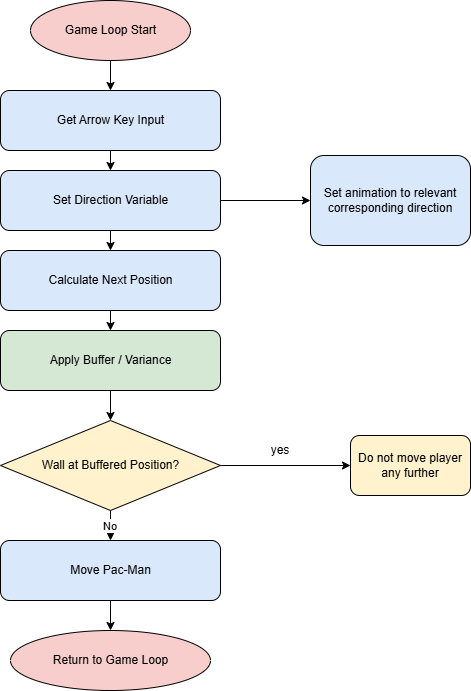 Game Loop Start
Get Arrow Key Input
Set Direction Variable
Set animation to relevant
corresponding direction
Calculate Next Position
Apply Buffer / Variance
Wall at Buffered Position?
yes
Do not move player
any further
No
Move Pac-Man
Return to Game Loop